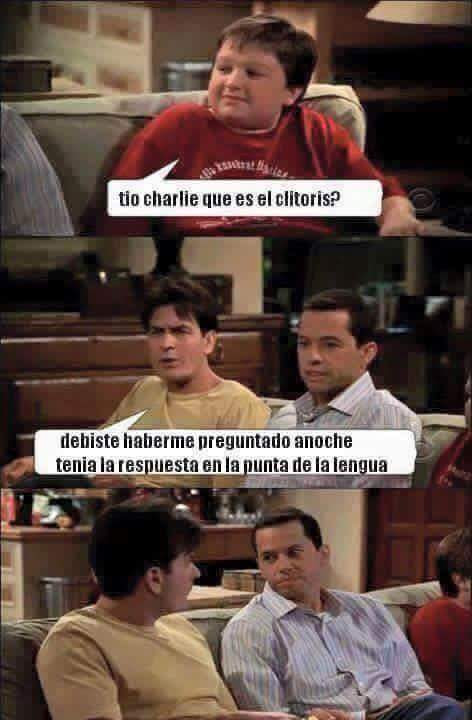 tio charlie que es el clitoris?
debiste haberme preguntado anoche
tenia la respuesta en la punta de la lengua